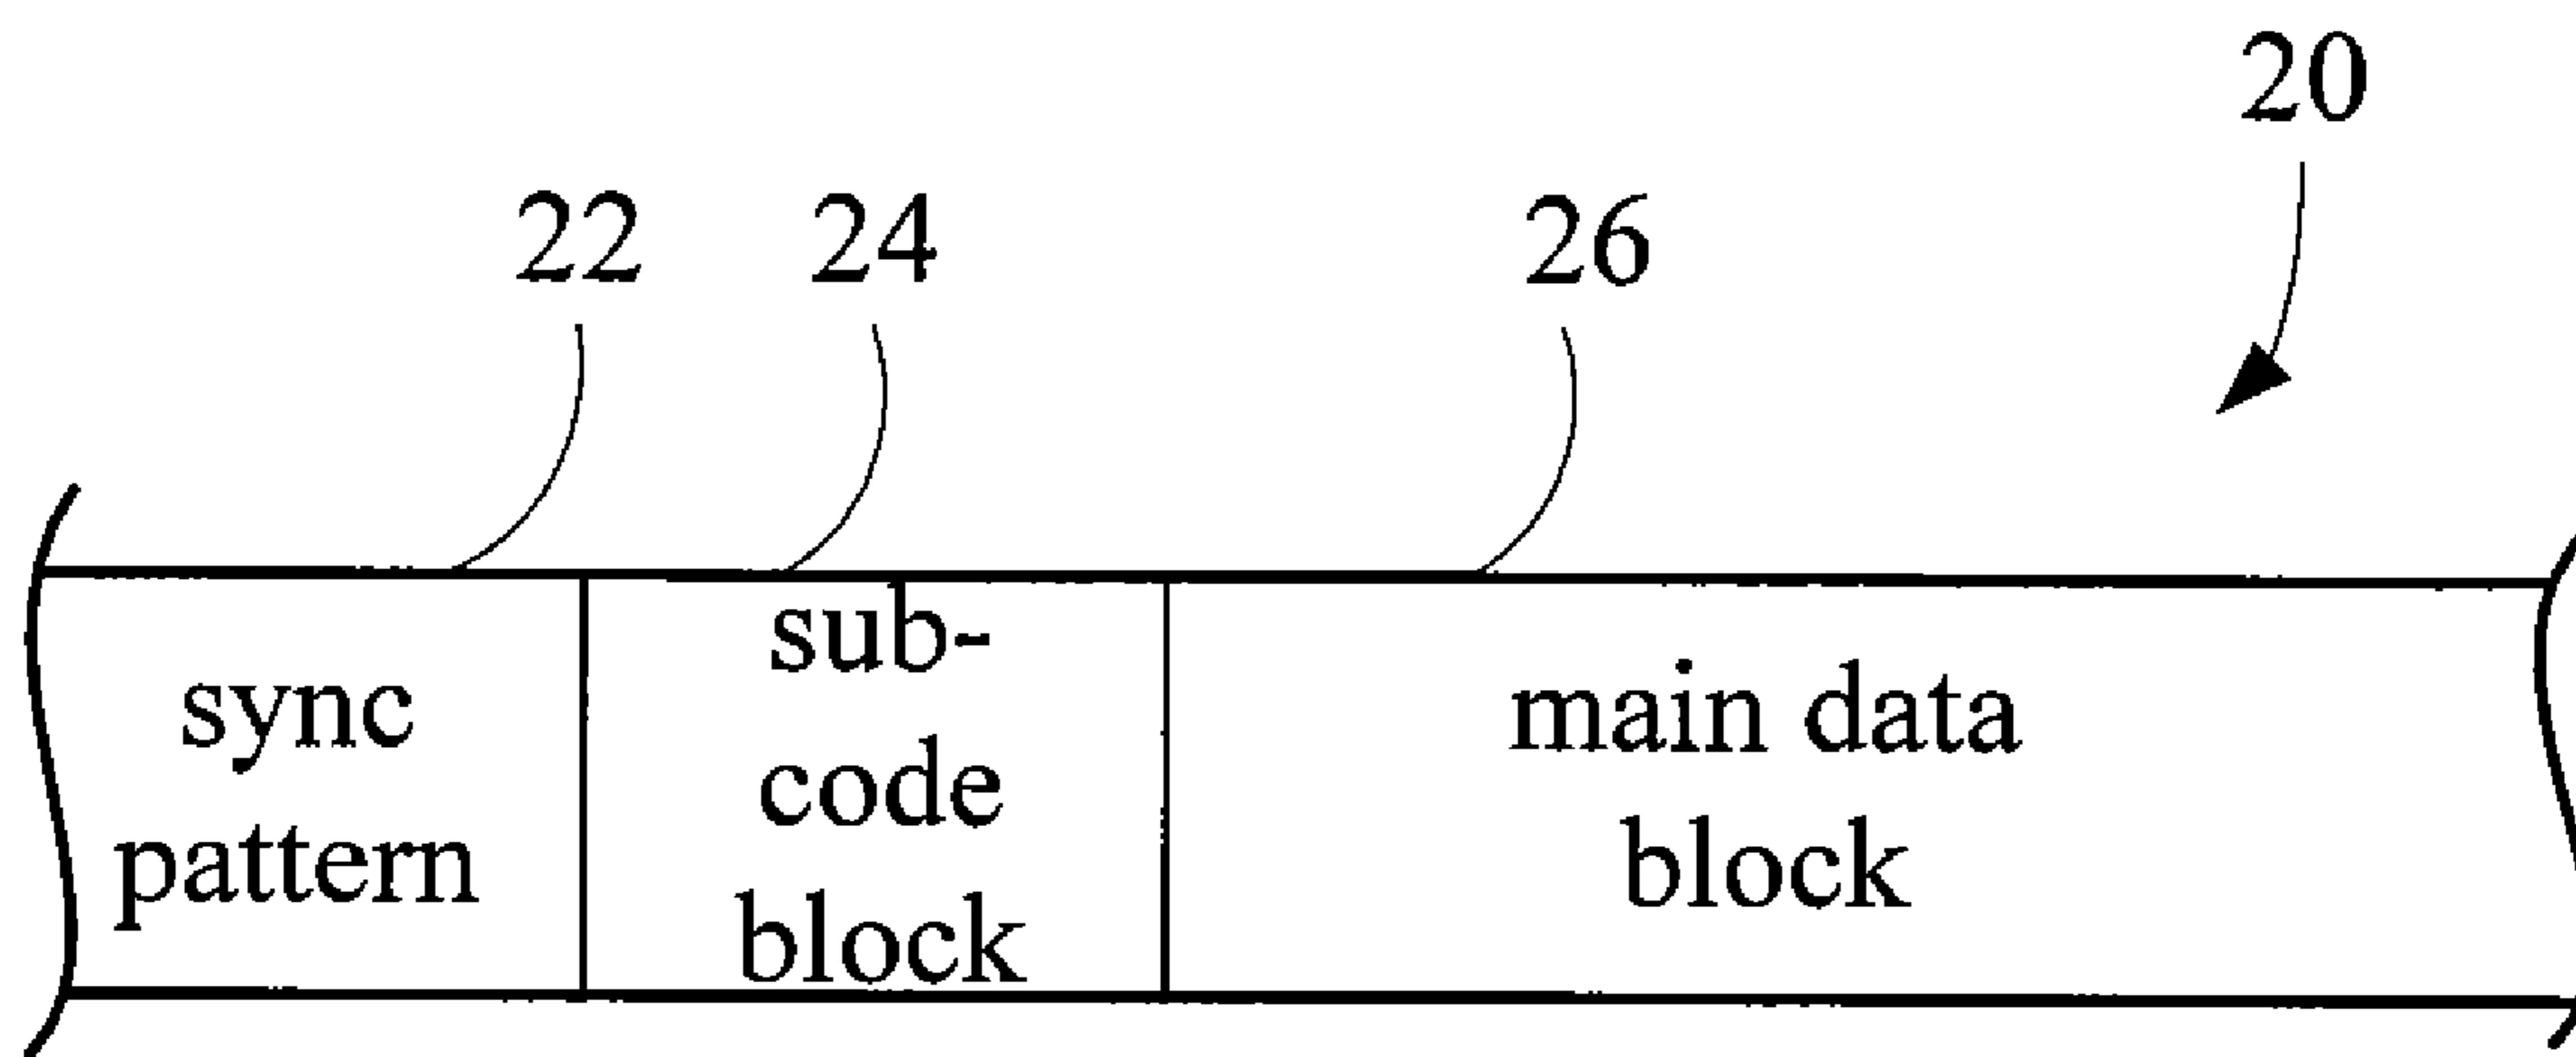 20
22 24 26
sync
pattern
sub-
code
block
main data
block